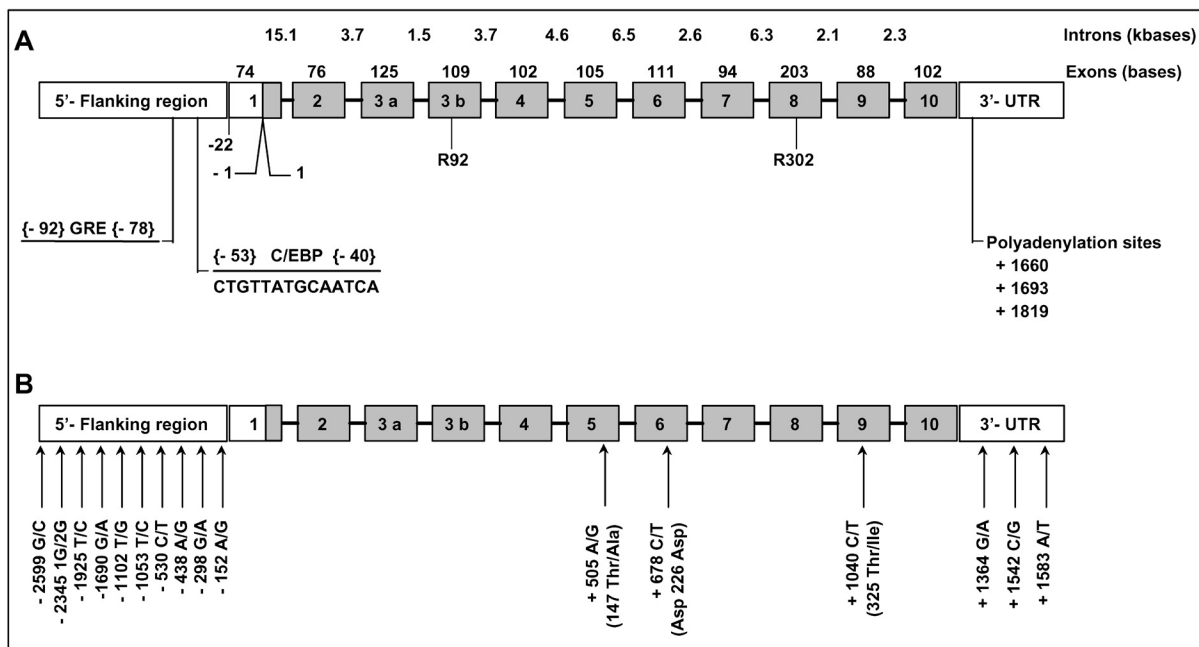 A
15.1 3.7 1.5 3.7 4.6 6.5 2.6 6.3 2.1 2.3 Introns (kbases)
74 76 125 109 102 105 111 94 203 88 102 Exons (bases)
5’- Flanking region 1 2 3 a 3 b 4 5 6 7 8 9 10 3’- UTR
-22
R92 R302
- 1 1
{- 92} GRE {- 78}
{- 53} C/EBP {- 40}
CTGTTATGCAATCA
Polyadenylation sites
+ 1660
+ 1693
+ 1819
B
5’- Flanking region 1 2 3 a 3 b 4 5 6 7 8 9 10 3’- UTR
- 2599 G/C
- 2345 1G/2G
- 1925 T/C
-1690 G/A
- 1102 T/G
- 1053 T/C
- 530 C/T
- 438 A/G
- 298 G/A
- 152 A/G
+ 505 A/G
(147 Thr/Ala)
+ 678 C/T
(Asp 226 Asp)
+ 1040 C/T
(325 Thr/Ile)
+ 1364 G/A
+ 1542 C/G
+ 1583 A/T